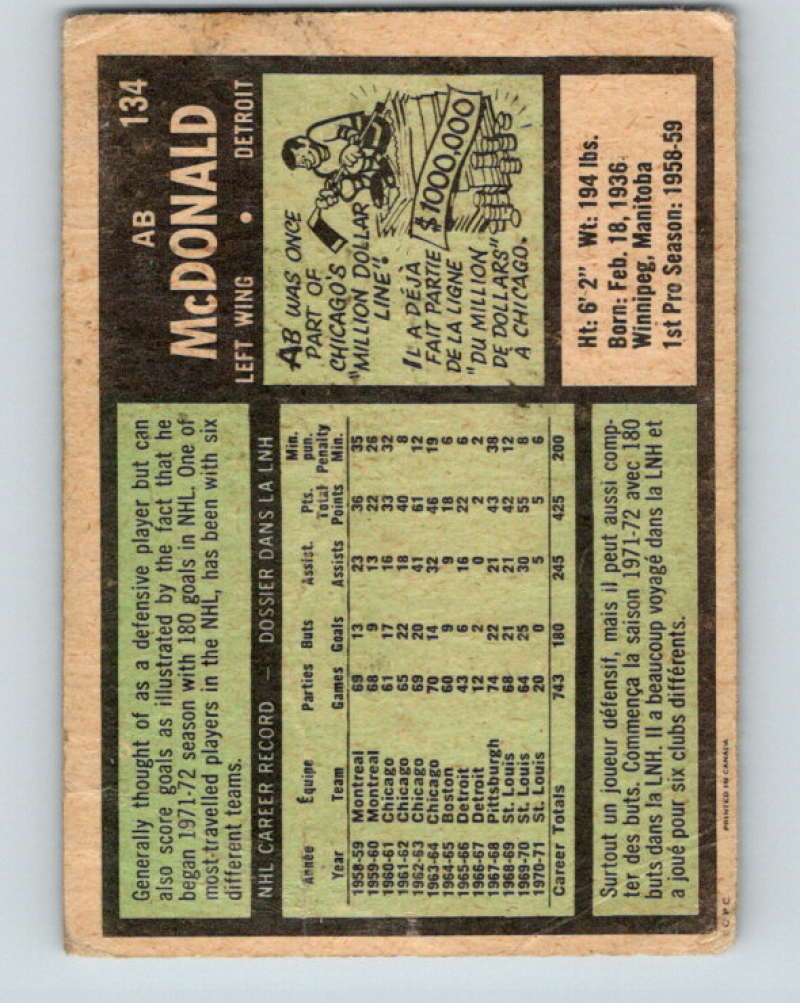 134
AB
McDONALD
LEFT WING • DETROIT
Generally thought of as a defensive player but can
also score goals as illustrated by the fact that he
began 1971-72 season with 180 goals in NHL. One of
most-travelled players in the NHL, has been with six
different teams.
AB WAS ONCE
PART OF
CHICAGO'S
"MILLION DOLLAR
LINE".
$1000,000
IL A DÉJÀ
FAIT PARTIE
DE LA LIGNE
"DU MILLION
DE DOLLARS"
A CHICAGO.
Ht: 6' 2" Wt: 194 lbs.
Born: Feb. 18, 1936
Winnipeg, Manitoba
1st Pro Season: 1958-59
NHL CAREER RECORD — DOSSIER DANS LA LNH
Année Équipe Parties Buts Assist. Pts. Total Min. pun.
Year Team Games Goals Assists Points Penalty Min.
1958-59 Montreal 69 13 23 36 35
1959-60 Montreal 68 9 13 22 26
1960-61 Chicago 61 17 16 33 32
1961-62 Chicago 65 22 18 40 8
1962-63 Chicago 69 20 41 61 12
1963-64 Chicago 70 14 32 46 19
1964-65 Boston 60 9 9 18 6
1965-66 Detroit 43 6 16 22 6
1966-67 Detroit 12 2 0 2 2
1967-68 Pittsburgh 74 22 21 43 38
1968-69 St. Louis 68 21 21 42 12
1969-70 St. Louis 64 25 30 55 8
1970-71 St. Louis 20 0 5 5 6
Career Totals 743 180 245 425 200
Surtout un joueur défensif, mais il peut aussi comp-
ter des buts. Commença la saison 1971-72 avec 180
buts dans la LNH. Il a beaucoup voyagé dans la LNH et
a joué pour six clubs différents.
O.P.C. PRINTED IN CANADA